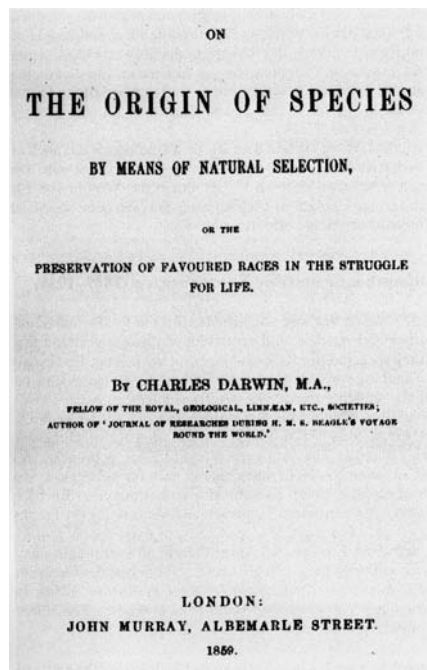 ON
THE ORIGIN OF SPECIES
BY MEANS OF NATURAL SELECTION,
OR THE
PRESERVATION OF FAVOURED RACES IN THE STRUGGLE
FOR LIFE.
BY CHARLES DARWIN, M.A.,
FELLOW OF THE ROYAL, GEOLOGICAL, LINNÆAN, ETC., SOCIETIES;
AUTHOR OF 'JOURNAL OF RESEARCHES DURING H. M. S. BEAGLE'S VOYAGE
ROUND THE WORLD.'
LONDON:
JOHN MURRAY, ALBEMARLE STREET.
1859.